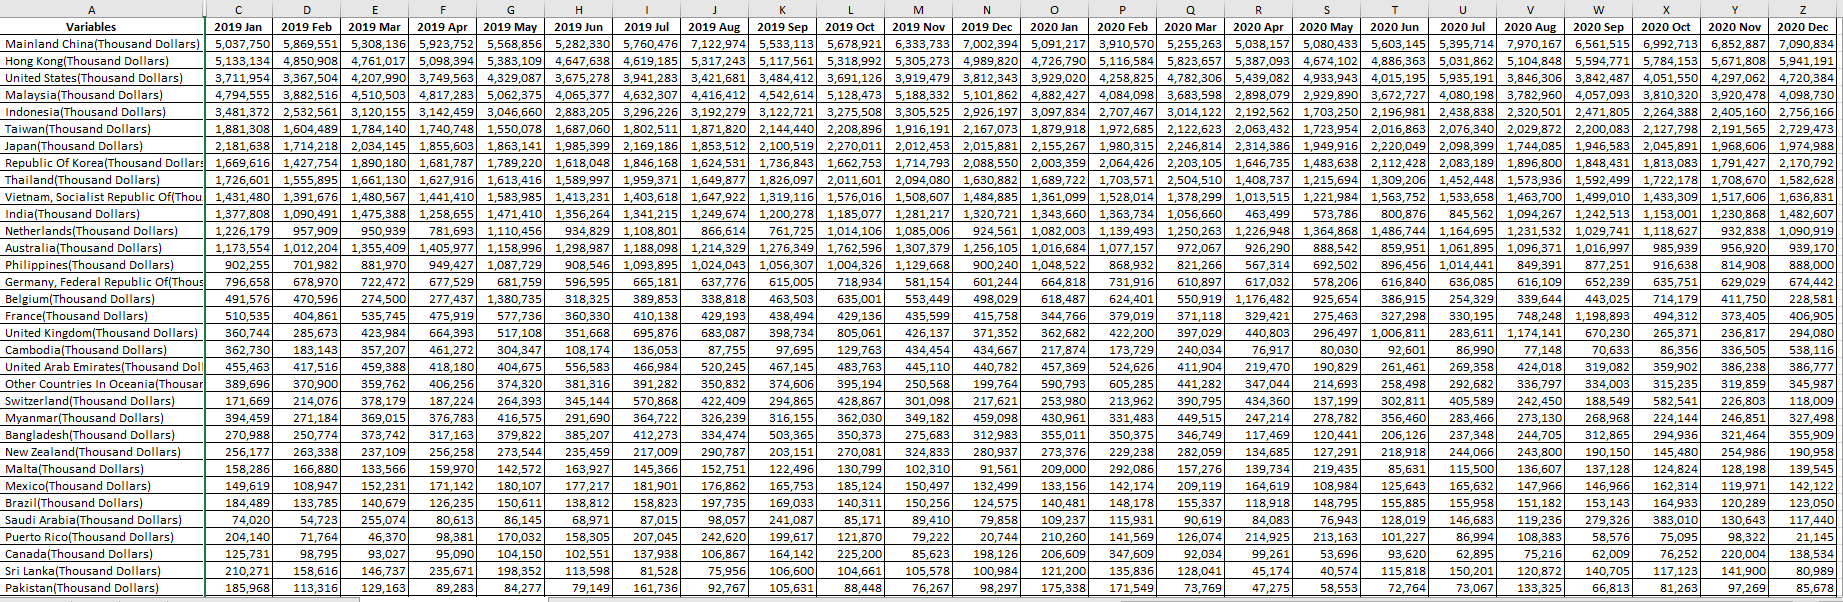 A C D E F G H I J K L M N O P Q R S T U V W X Y Z
Variables 2019 Jan 2019 Feb 2019 Mar 2019 Apr 2019 May 2019 Jun 2019 Jul 2019 Aug 2019 Sep 2019 Oct 2019 Nov 2019 Dec 2020 Jan 2020 Feb 2020 Mar 2020 Apr 2020 May 2020 Jun 2020 Jul 2020 Aug 2020 Sep 2020 Oct 2020 Nov 2020 Dec
Mainland China(Thousand Dollars) 5,037,750 5,869,551 5,308,136 5,923,752 5,568,856 5,282,330 5,760,476 7,122,974 5,533,113 5,678,921 6,333,733 7,002,394 5,091,217 3,910,570 5,255,263 5,038,157 5,080,433 5,603,145 5,395,714 7,970,167 6,561,515 6,992,713 6,852,887 7,090,834
Hong Kong(Thousand Dollars) 5,133,134 4,850,908 4,761,017 5,098,394 5,383,109 4,647,638 4,619,185 5,317,243 5,117,561 5,318,992 5,305,273 4,989,820 4,726,790 5,116,584 5,823,657 5,387,093 4,674,102 4,886,363 5,031,862 5,104,848 5,594,771 5,784,153 5,671,808 5,941,191
United States(Thousand Dollars) 3,711,954 3,367,504 4,207,990 3,749,563 4,329,087 3,675,278 3,941,283 3,421,681 3,484,412 3,691,126 3,919,479 3,812,343 3,929,020 4,258,825 4,782,306 5,439,082 4,933,943 4,015,195 5,935,191 3,846,306 3,842,487 4,051,550 4,297,062 4,720,384
Malaysia(Thousand Dollars) 4,794,555 3,882,516 4,510,503 4,817,283 5,062,375 4,065,377 4,632,307 4,416,412 4,542,614 5,128,473 5,188,332 5,101,862 4,882,427 4,084,098 3,683,598 2,898,079 2,929,890 3,672,727 4,080,198 3,782,960 4,057,093 3,810,320 3,920,478 4,098,730
Indonesia(Thousand Dollars) 3,481,372 2,532,561 3,120,155 3,142,459 3,046,660 2,883,205 3,296,226 3,192,279 3,122,721 3,275,508 3,305,525 2,926,197 3,097,834 2,707,467 3,014,122 2,192,562 1,703,250 2,196,981 2,438,838 2,320,501 2,471,805 2,264,388 2,405,160 2,756,166
Taiwan(Thousand Dollars) 1,881,308 1,604,489 1,784,140 1,740,748 1,550,078 1,687,060 1,802,511 1,871,820 2,144,440 2,208,896 1,916,191 2,167,073 1,879,918 1,972,685 2,122,623 2,063,432 1,723,954 2,016,863 2,076,340 2,029,872 2,200,083 2,127,798 2,191,565 2,729,473
Japan(Thousand Dollars) 2,181,638 1,714,218 2,034,145 1,855,603 1,863,141 1,985,399 2,169,186 1,853,512 2,100,519 2,270,011 2,012,453 2,015,881 2,155,267 1,980,315 2,246,814 2,314,386 1,949,916 2,220,049 2,098,399 1,744,085 1,946,583 2,045,891 1,968,606 1,974,988
Republic Of Korea(Thousand Dollars 1,669,616 1,427,754 1,890,180 1,681,787 1,789,220 1,618,048 1,846,168 1,624,531 1,736,843 1,662,753 1,714,793 2,088,550 2,003,359 2,064,426 2,203,105 1,646,735 1,483,638 2,112,428 2,083,189 1,896,800 1,848,431 1,813,083 1,791,427 2,170,792
Thailand(Thousand Dollars) 1,726,601 1,555,895 1,661,130 1,627,916 1,613,416 1,589,997 1,959,371 1,649,877 1,826,097 2,011,601 2,094,080 1,630,882 1,689,722 1,703,571 2,504,510 1,408,737 1,215,694 1,309,206 1,452,448 1,573,936 1,592,499 1,722,178 1,708,670 1,582,628
Vietnam, Socialist Republic Of(Thou 1,431,480 1,391,676 1,480,567 1,441,410 1,583,985 1,413,231 1,403,618 1,647,922 1,319,116 1,576,016 1,508,607 1,484,885 1,361,099 1,528,014 1,378,299 1,013,515 1,221,984 1,563,752 1,533,658 1,463,700 1,499,010 1,433,309 1,517,606 1,636,831
India(Thousand Dollars) 1,377,808 1,090,491 1,475,388 1,258,655 1,471,410 1,356,264 1,341,215 1,249,674 1,200,278 1,185,077 1,281,217 1,320,721 1,343,660 1,363,734 1,056,660 463,499 573,786 800,876 845,562 1,094,267 1,242,513 1,153,001 1,230,868 1,482,607
Netherlands(Thousand Dollars) 1,226,179 957,909 950,939 781,693 1,110,456 934,829 1,108,801 866,614 761,725 1,014,106 1,085,006 924,561 1,082,003 1,139,493 1,250,263 1,226,948 1,364,868 1,486,744 1,164,695 1,231,532 1,029,741 1,118,627 932,838 1,090,919
Australia(Thousand Dollars) 1,173,554 1,012,204 1,355,409 1,405,977 1,158,996 1,298,987 1,188,098 1,214,329 1,276,349 1,762,596 1,307,379 1,256,105 1,016,684 1,077,157 972,067 926,290 888,542 859,951 1,061,895 1,096,371 1,016,997 985,939 956,920 939,170
Philippines(Thousand Dollars) 902,255 701,982 881,970 949,427 1,087,729 908,546 1,093,895 1,024,043 1,056,307 1,004,326 1,129,668 900,240 1,048,522 868,932 821,266 567,314 692,502 896,456 1,014,441 849,391 877,251 916,638 814,908 888,000
Germany, Federal Republic Of(Thous 796,658 678,970 722,472 677,529 681,759 596,595 665,181 637,776 615,005 718,934 581,154 601,244 664,818 731,916 610,897 617,032 578,206 616,840 636,085 616,109 652,239 635,751 629,029 674,442
Belgium(Thousand Dollars) 491,576 470,596 274,500 277,437 1,380,735 318,325 389,853 338,818 463,503 635,001 553,449 498,029 618,487 624,401 550,919 1,176,482 925,654 386,915 254,329 339,644 443,025 714,179 411,750 228,581
France(Thousand Dollars) 510,535 404,861 535,745 475,919 577,736 360,330 410,138 429,193 438,494 429,136 435,599 415,758 344,766 379,019 371,118 329,421 275,463 327,298 330,195 748,248 1,198,893 494,312 373,405 406,905
United Kingdom(Thousand Dollars) 360,744 285,673 423,984 664,393 517,108 351,668 695,876 683,087 398,734 805,061 426,137 371,352 362,682 422,200 397,029 440,803 296,497 1,006,811 283,611 1,174,141 670,230 265,371 236,817 294,080
Cambodia(Thousand Dollars) 362,730 183,143 357,207 461,272 304,347 108,174 136,053 87,755 97,695 129,763 434,454 434,667 217,874 173,729 240,034 76,917 80,030 92,601 86,990 77,148 70,633 86,356 336,505 538,116
United Arab Emirates(Thousand Doll 455,463 417,516 459,388 418,180 404,675 556,583 466,984 520,245 467,145 483,763 445,110 440,782 457,369 524,626 411,904 219,470 190,829 261,461 269,358 424,018 319,082 359,902 386,238 386,777
Other Countries In Oceania(Thousar 389,696 370,900 359,762 406,256 374,320 381,316 391,282 350,832 374,606 395,194 250,568 199,764 590,793 605,285 441,282 347,044 214,693 258,498 292,682 336,797 334,003 315,235 319,859 345,987
Switzerland(Thousand Dollars) 171,669 214,076 378,179 187,224 264,393 345,144 570,868 422,409 294,865 428,867 301,098 217,621 253,980 213,962 390,795 434,360 137,199 302,811 405,589 242,450 188,549 582,541 226,803 118,009
Myanmar(Thousand Dollars) 394,459 271,184 369,015 376,783 416,575 291,690 364,722 326,239 316,155 362,030 349,182 459,098 430,961 331,483 449,515 247,214 278,782 356,460 283,466 273,130 268,968 224,144 246,851 327,498
Bangladesh(Thousand Dollars) 270,988 250,774 373,742 317,163 379,822 385,207 412,273 334,474 503,365 350,373 275,683 312,983 355,011 350,375 346,749 117,469 120,441 206,126 237,348 244,705 312,865 294,936 321,464 355,909
New Zealand(Thousand Dollars) 256,177 263,338 237,109 256,258 273,544 235,459 217,009 290,787 203,151 270,081 324,833 280,937 273,376 229,238 282,059 134,685 127,291 218,918 244,066 243,800 190,150 145,480 254,986 190,958
Malta(Thousand Dollars) 158,286 166,880 133,566 159,970 142,572 163,927 145,366 152,751 122,496 130,799 102,310 91,561 209,000 292,086 157,276 139,734 219,435 85,631 115,500 136,607 137,128 124,824 128,198 139,545
Mexico(Thousand Dollars) 149,619 108,947 152,231 171,142 180,107 177,217 181,901 176,862 165,753 185,124 150,497 132,499 133,156 142,174 209,119 164,619 108,984 125,643 165,632 147,966 146,966 162,314 119,971 142,122
Brazil(Thousand Dollars) 184,489 133,785 140,679 126,235 150,611 138,812 158,823 197,735 169,033 140,311 150,256 124,575 140,481 148,178 155,337 118,918 148,795 155,885 155,958 151,182 153,143 164,933 120,289 123,050
Saudi Arabia(Thousand Dollars) 74,020 54,723 255,074 80,613 86,145 68,971 87,015 98,057 241,087 85,171 89,410 79,858 109,237 115,931 90,619 84,083 76,943 128,019 146,683 119,236 279,326 383,010 130,643 117,440
Puerto Rico(Thousand Dollars) 204,140 71,764 46,370 98,381 170,032 158,305 207,045 242,620 199,617 121,870 79,222 20,744 210,260 141,569 126,074 214,925 213,163 101,227 86,994 108,383 58,576 75,095 98,322 21,145
Canada(Thousand Dollars) 125,731 98,795 93,027 95,090 104,150 102,551 137,938 106,867 164,142 225,200 85,623 198,126 206,609 347,609 92,034 99,261 53,696 93,620 62,895 75,216 62,009 76,252 220,004 138,534
Sri Lanka(Thousand Dollars) 210,271 158,616 146,737 235,671 198,352 113,598 81,528 75,956 106,600 104,661 105,578 100,984 121,200 135,836 128,041 45,174 40,574 115,818 150,201 120,872 140,705 117,123 141,900 80,989
Pakistan(Thousand Dollars) 185,968 113,316 129,163 89,283 84,277 79,149 161,736 92,767 105,631 88,448 76,267 98,297 175,338 171,549 73,769 47,275 58,553 72,764 73,067 133,325 66,813 81,263 97,269 85,678